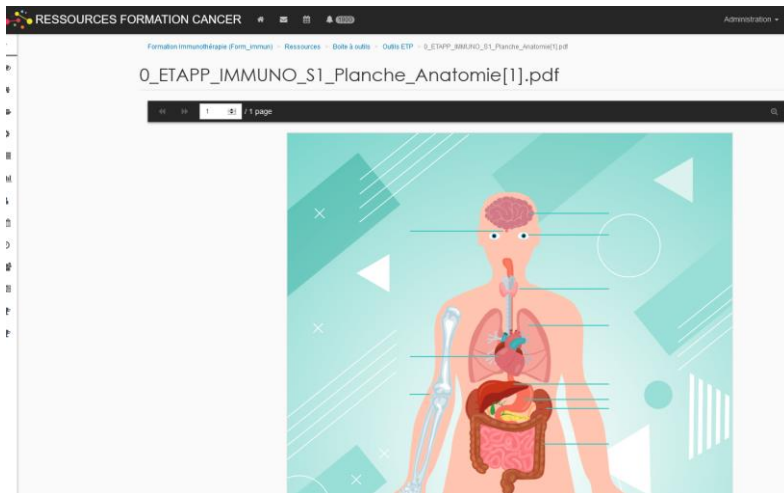 RESSOURCES FORMATION CANCER
Administration
Formation Immunothérapie (Form_immun) Ressources Boite à outils Outils ETP 0_ETAPP_IMMUNO_S1_Planche_Anatomie[1].pdf
0_ETAPP_IMMUNO_S1_Planche_Anatomie[1].pdf
1 / 1 page